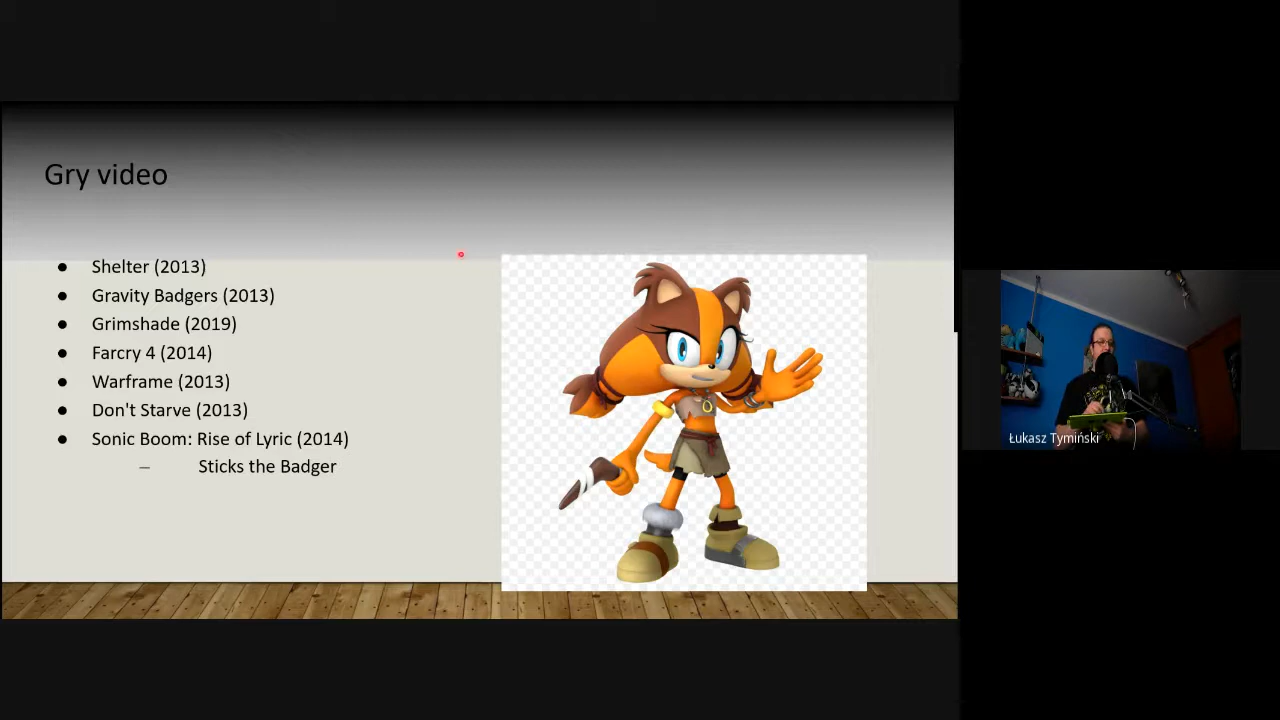 Gry video
● Shelter (2013)
● Gravity Badgers (2013)
● Grimshade (2019)
● Farcry 4 (2014)
● Warframe (2013)
● Don't Starve (2013)
● Sonic Boom: Rise of Lyric (2014)
– Sticks the Badger
Łukasz Tymiński